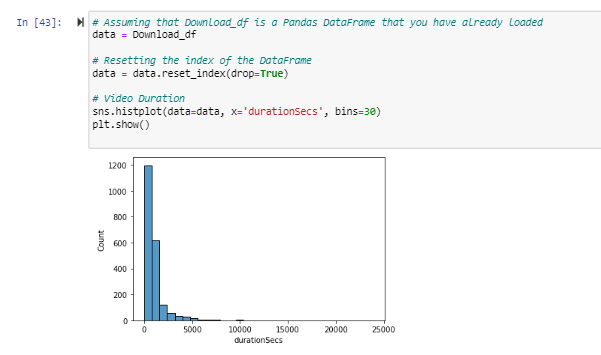 In [43]:
# Assuming that Download_df is a Pandas DataFrame that you have already loaded
data = Download_df
# Resetting the index of the DataFrame
data = data.reset_index(drop=True)
# Video Duration
sns.histplot(data=data, x='durationSecs', bins=30)
plt.show()
1200
1000
800
600
400
200
0
Count
0 5000 10000 15000 20000 25000
durationSecs